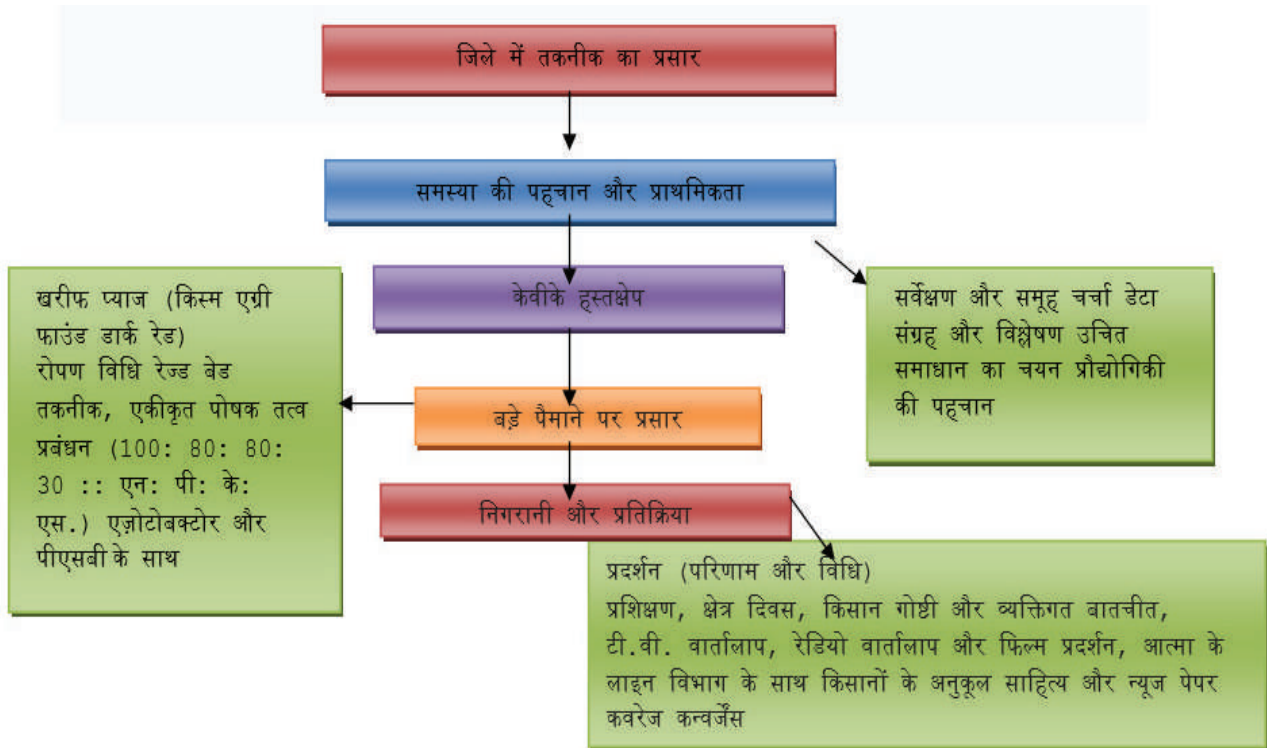 जिले में तकनीक का प्रसार
समस्या की पहचान और प्राथमिकता
केवीके हस्तक्षेप
खरीफ प्याज (किस्म एग्री
फाउंड डार्क रेड)
रोपण विधि रेज्ड बेड
तकनीक, एकीकृत पोषक तत्व
प्रबंधन (100: 80: 80:
30 :: एन: पी: के:
एस.) एज़ोटोबक्टोर और
पीएसबी के साथ
सर्वेक्षण और समूह चर्चा डेटा
संग्रह और विश्लेषण उचित
समाधान का चयन प्रौद्योगिकी
की पहचान
बड़े पैमाने पर प्रसार
निगरानी और प्रतिक्रिया
प्रदर्शन (परिणाम और विधि)
प्रशिक्षण, क्षेत्र दिवस, किसान गोष्टी और व्यक्तिगत बातचीत,
टी.वी. वार्तालाप, रेडियो वार्तालाप और फिल्म प्रदर्शन, आत्मा के
लाइन विभाग के साथ किसानों के अनुकूल साहित्य और न्यूज पेपर
कवरेज कन्वर्जेंस